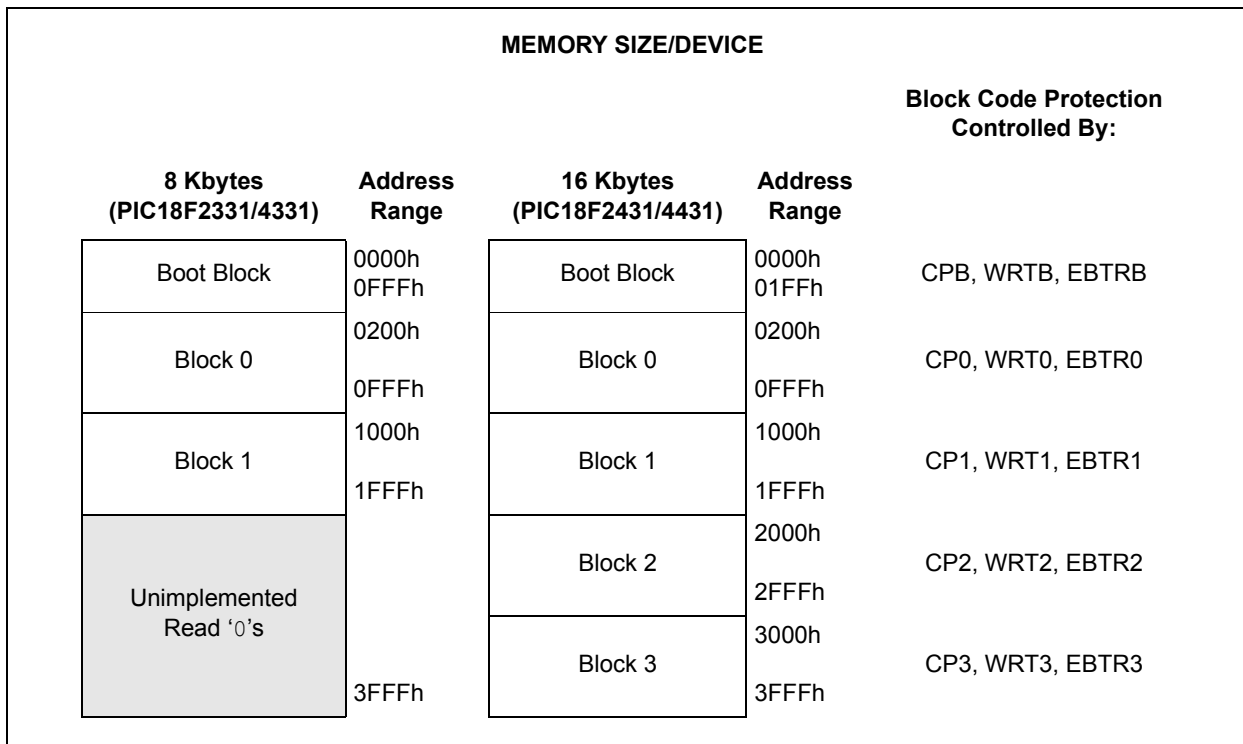 MEMORY SIZE/DEVICE
Block Code Protection
Controlled By:
8 Kbytes
(PIC18F2331/4331)
Address
Range
16 Kbytes
(PIC18F2431/4431)
Address
Range
Boot Block
0000h
0FFFh
Boot Block
0000h
01FFh
CPB, WRTB, EBTRB
Block 0
0200h
0FFFh
Block 0
0200h
0FFFh
CP0, WRT0, EBTR0
Block 1
1000h
1FFFh
Block 1
1000h
1FFFh
CP1, WRT1, EBTR1
Unimplemented
Read ‘0’s
3FFFh
Block 2
2000h
2FFFh
CP2, WRT2, EBTR2
Block 3
3000h
3FFFh
CP3, WRT3, EBTR3